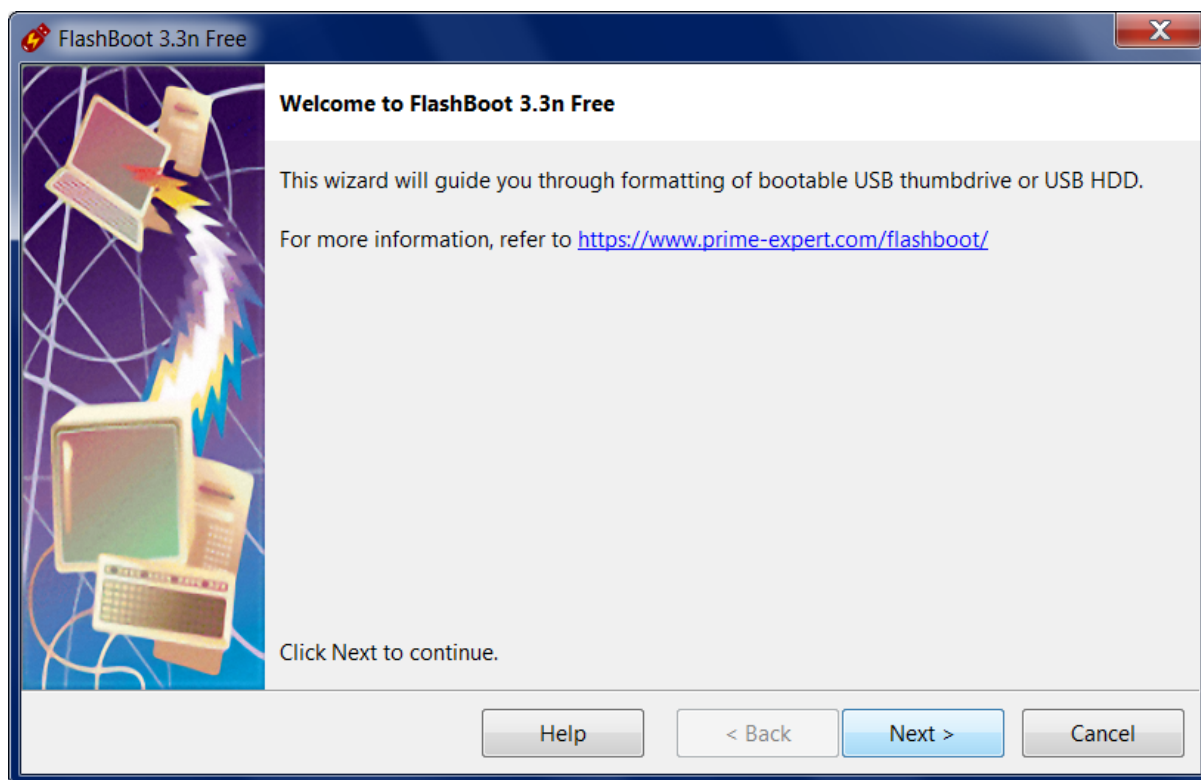 FlashBoot 3.3n Free
X
Welcome to FlashBoot 3.3n Free
This wizard will guide you through formatting of bootable USB thumbdrive or USB HDD.
For more information, refer to https://www.prime-expert.com/flashboot/
Click Next to continue.
Help
< Back
Next >
Cancel